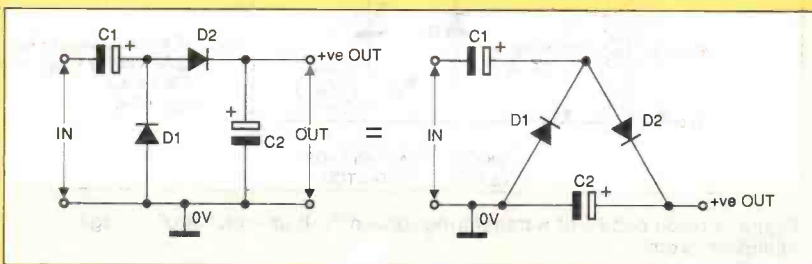 C1
+
D2
+ve OUT
+
IN
D1
OUT
C2
0V
=
C1
+
IN
D1
D2
C2
+
0V
+ve OUT